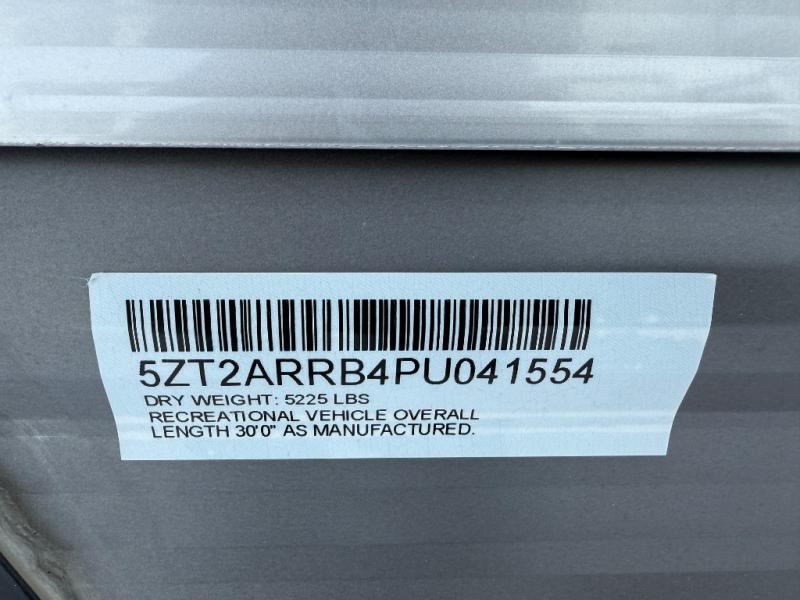 5ZT2ARRB4PU041554
DRY WEIGHT: 5225 LBS
RECREATIONAL VEHICLE OVERALL
LENGTH 30'0" AS MANUFACTURED.